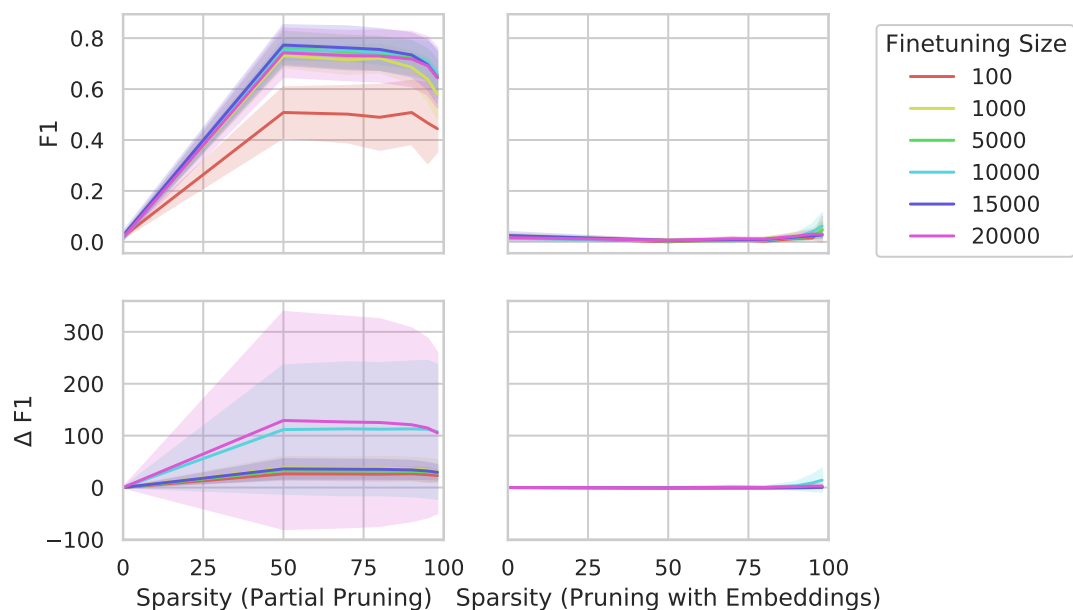 F1
0.8
0.6
0.4
0.2
0.0
Finetuning Size
100
1000
5000
10000
15000
20000
Δ F1
300
200
100
0
−100
0 25 50 75 100
Sparsity (Partial Pruning)
0 25 50 75 100
Sparsity (Pruning with Embeddings)